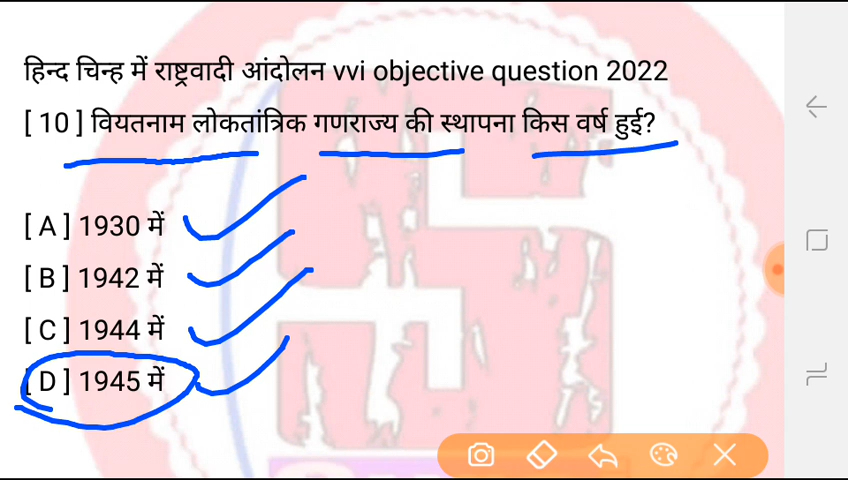 हिन्द चिन्ह में राष्ट्रवादी आंदोलन vvi objective question 2022
[ 10 ] वियतनाम लोकतांत्रिक गणराज्य की स्थापना किस वर्ष हुई?
[ A ] 1930 में
[ B ] 1942 में
[ C ] 1944 में
[ D ] 1945 में